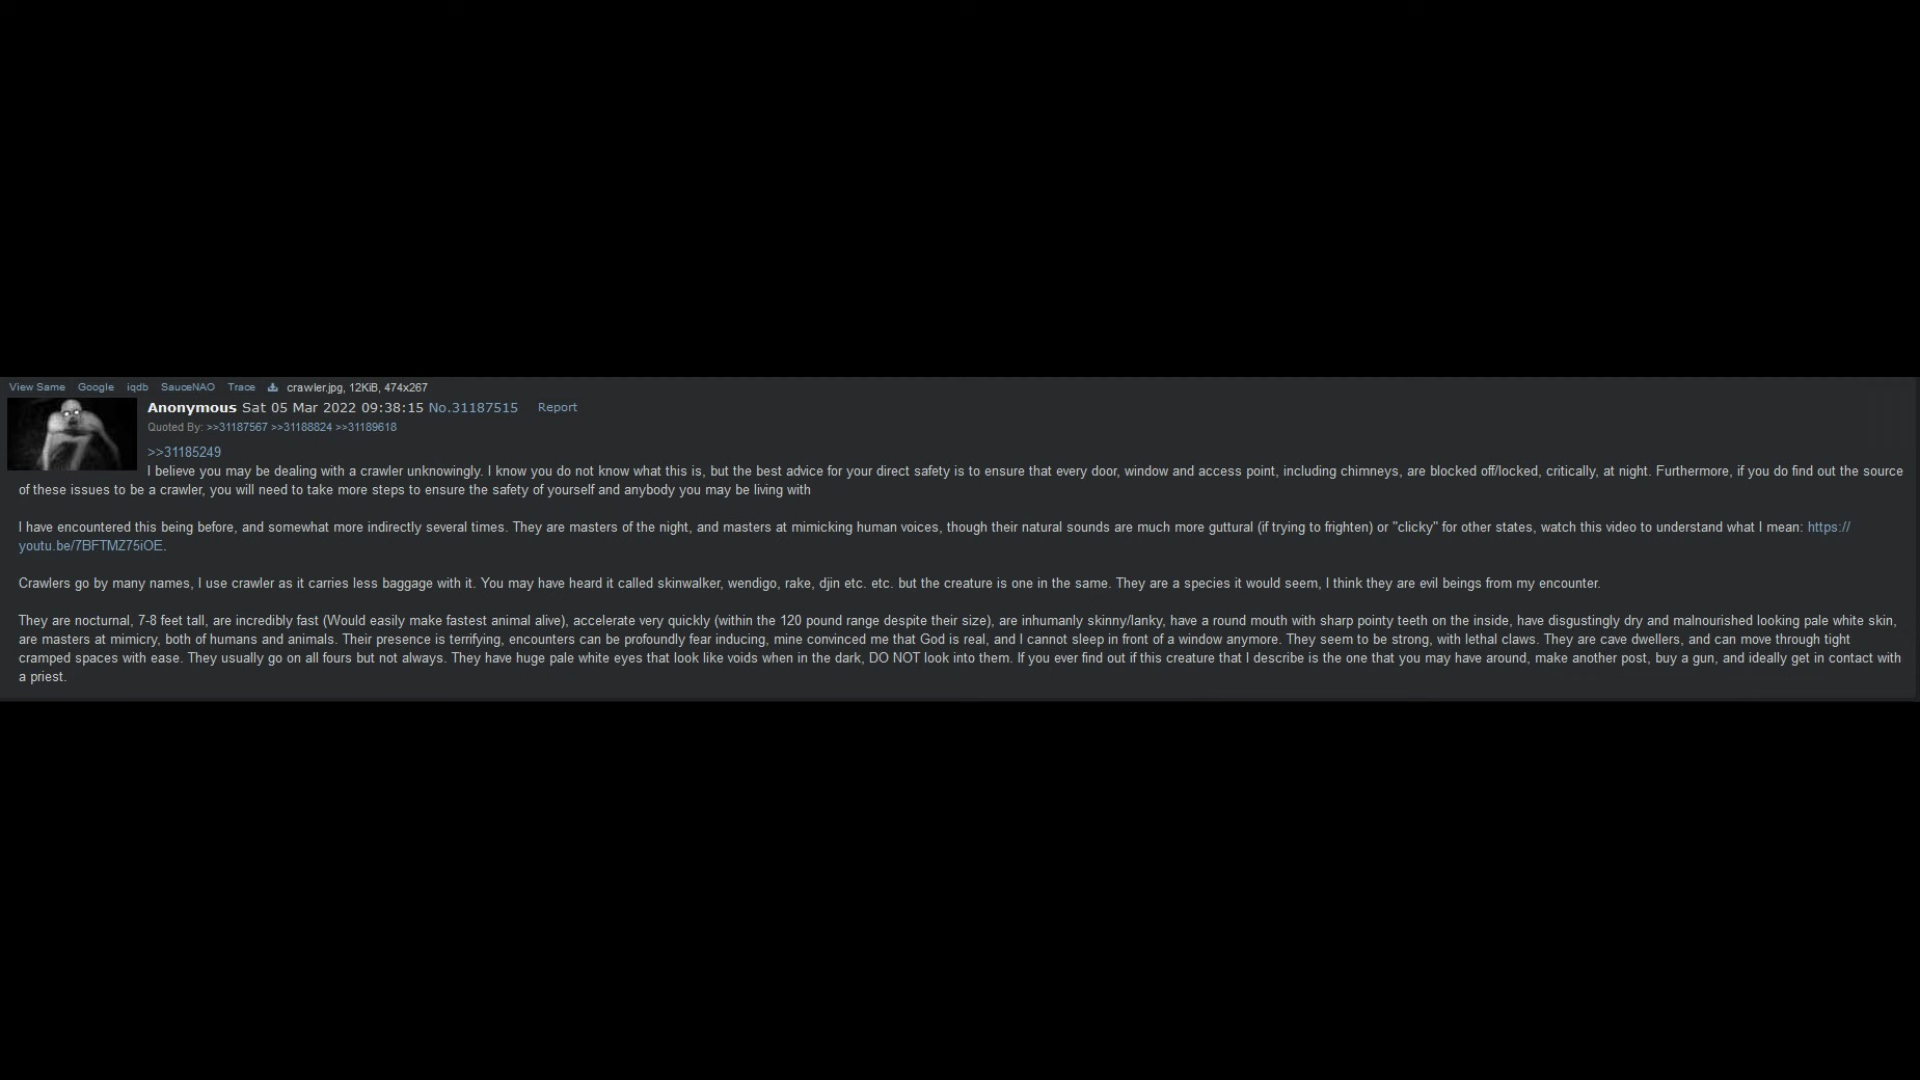 View Same Google iqdb SauceNAO Trace crawler.jpg, 12KiB, 474x267
Anonymous Sat 05 Mar 2022 09:38:15 No.31187515 Report
Quoted By: >>31187567 >>31188824 >>31189618
>>31185249
I believe you may be dealing with a crawler unknowingly. I know you do not know what this is, but the best advice for your direct safety is to ensure that every door, window and access point, including chimneys, are blocked off/locked, critically, at night. Furthermore, if you do find out the source
of these issues to be a crawler, you will need to take more steps to ensure the safety of yourself and anybody you may be living with
I have encountered this being before, and somewhat more indirectly several times. They are masters of the night, and masters at mimicking human voices, though their natural sounds are much more guttural (if trying to frighten) or "clicky" for other states, watch this video to understand what I mean: https://
youtu.be/7BFTMZ75iOE.
Crawlers go by many names, I use crawler as it carries less baggage with it. You may have heard it called skinwalker, wendigo, rake, djin etc. etc. but the creature is one in the same. They are a species it would seem, I think they are evil beings from my encounter.
They are nocturnal, 7-8 feet tall, are incredibly fast (Would easily make fastest animal alive), accelerate very quickly (within the 120 pound range despite their size), are inhumanly skinny/lanky, have a round mouth with sharp pointy teeth on the inside, have disgustingly dry and malnourished looking pale white skin,
are masters at mimicry, both of humans and animals. Their presence is terrifying, encounters can be profoundly fear inducing, mine convinced me that God is real, and I cannot sleep in front of a window anymore. They seem to be strong, with lethal claws. They are cave dwellers, and can move through tight
cramped spaces with ease. They usually go on all fours but not always. They have huge pale white eyes that look like voids when in the dark, DO NOT look into them. If you ever find out if this creature that I describe is the one that you may have around, make another post, buy a gun, and ideally get in contact with
a priest.